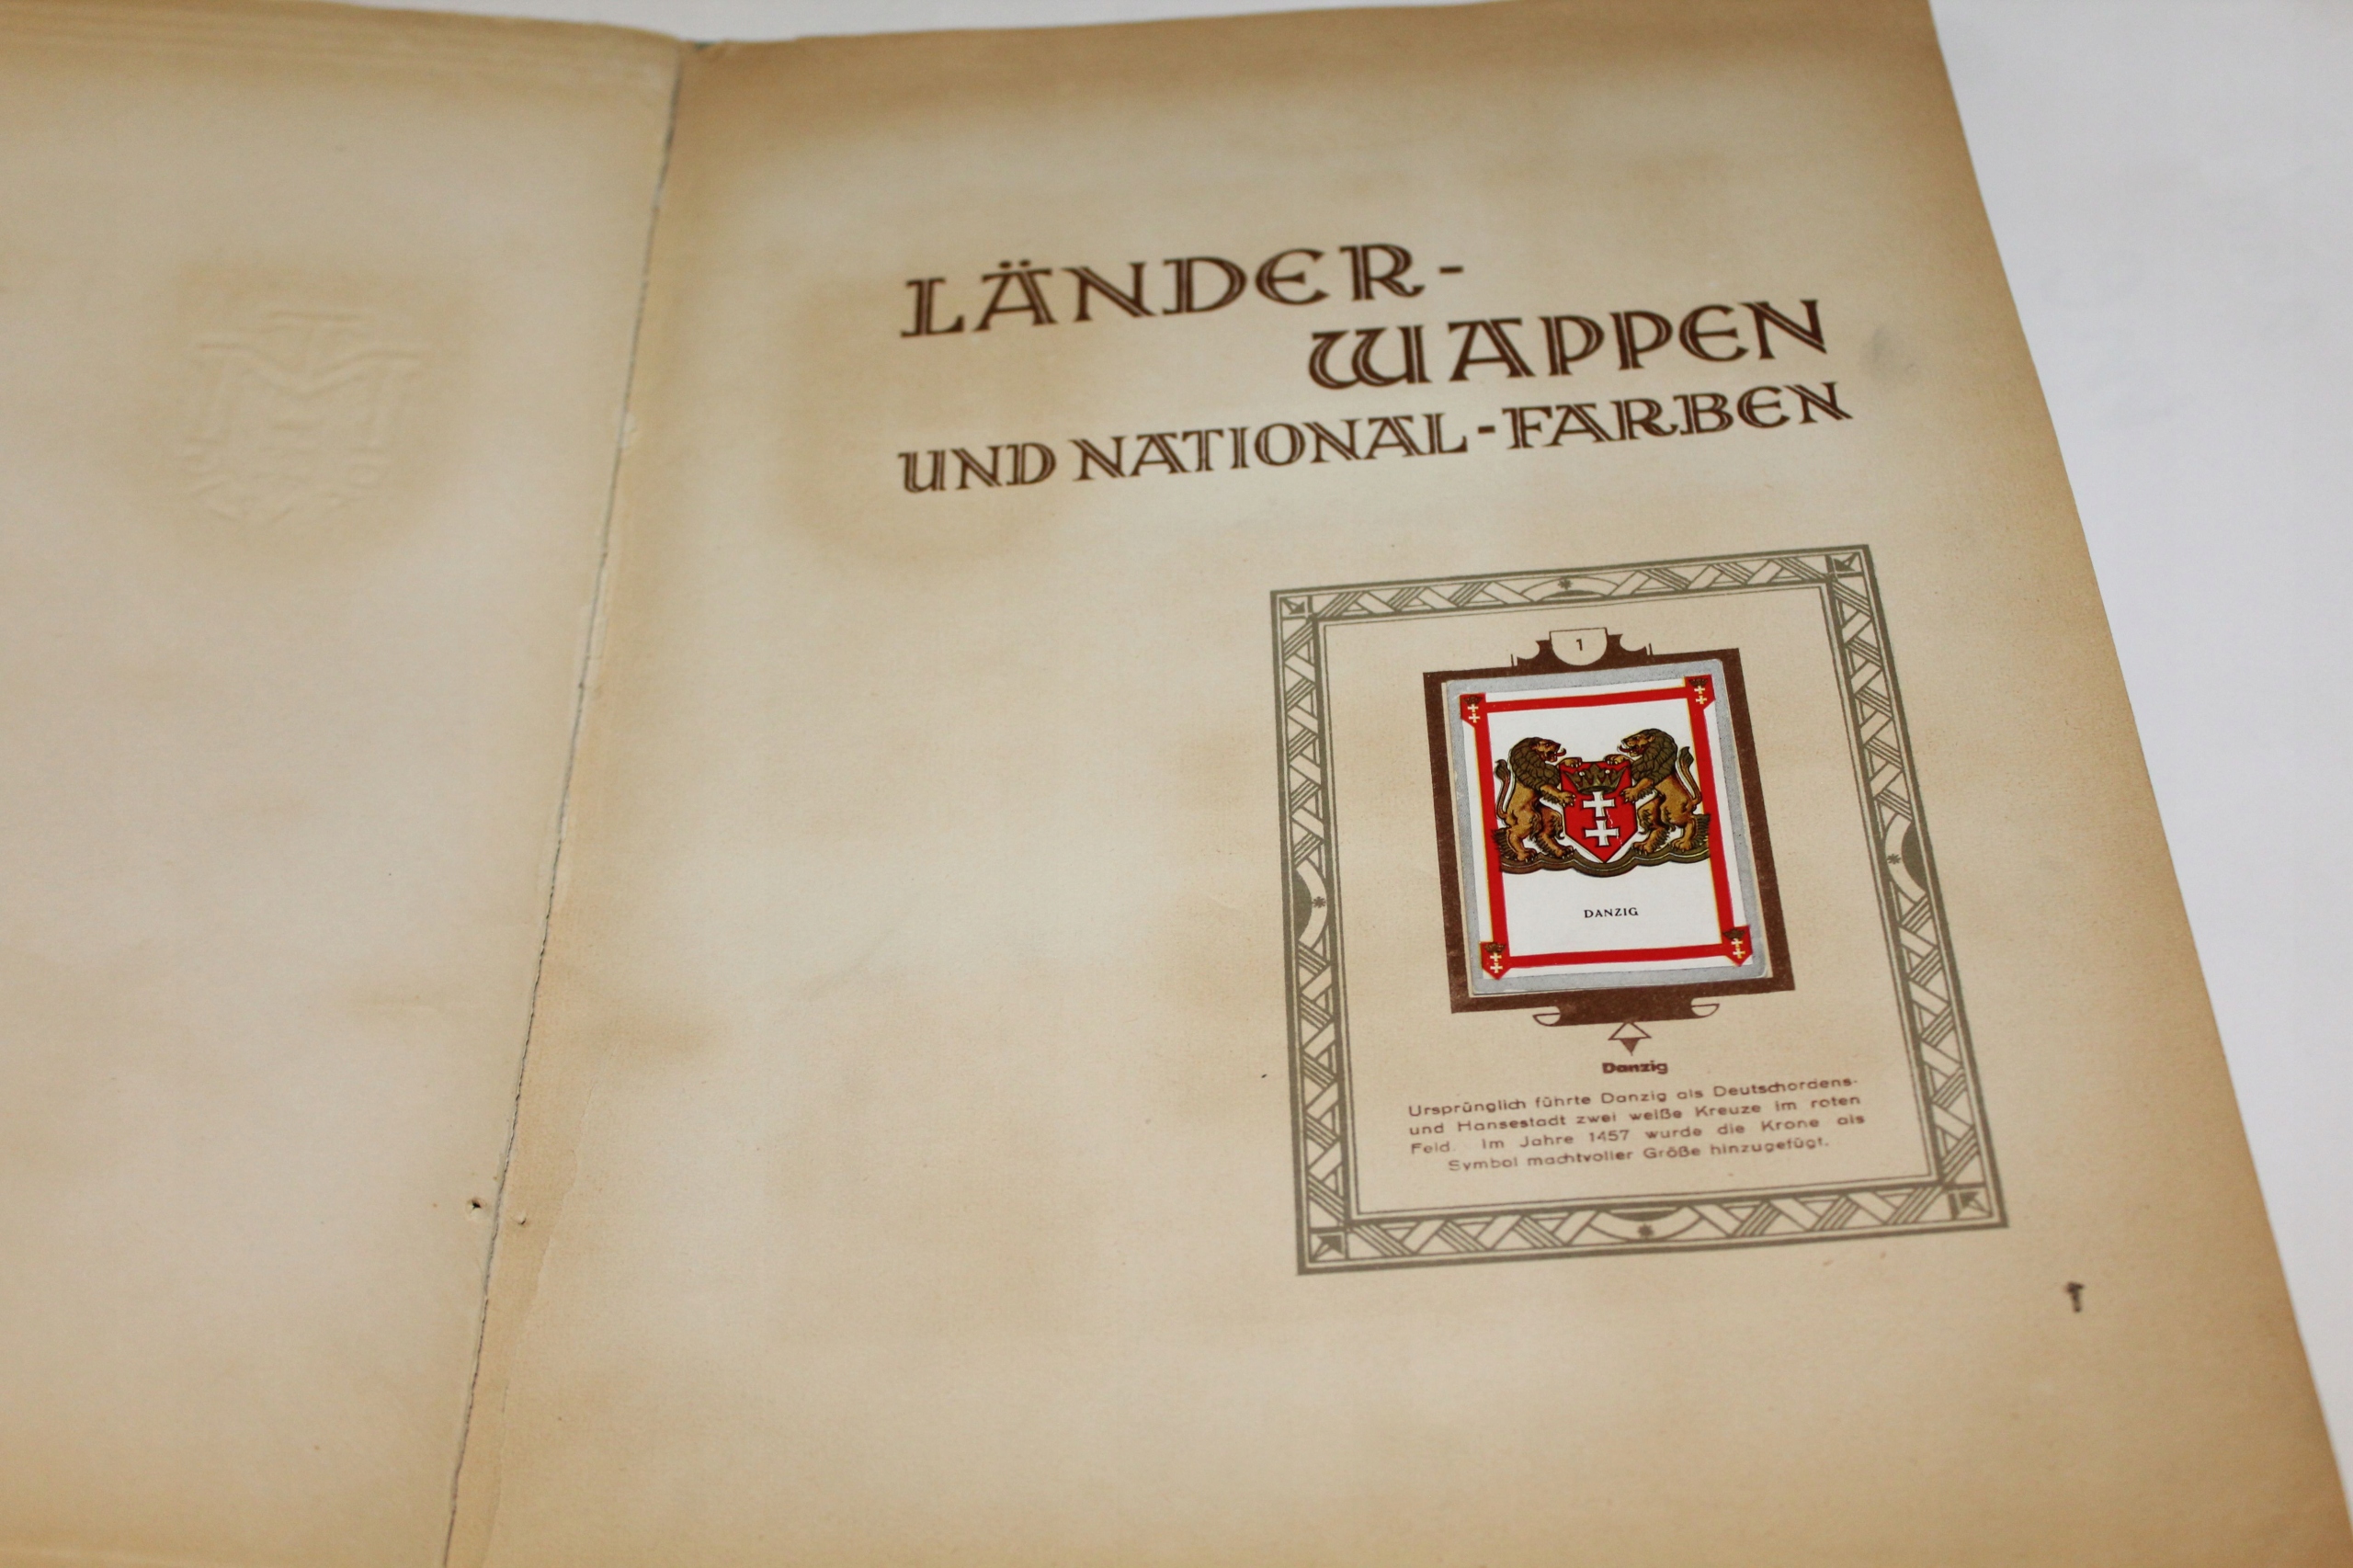 LÄNDER-
WAPPEN
UND NATIONAL-FARBEN
1
DANZIG
Danzig
Ursprünglich führte Danzig als Deutschordens-
und Hansestadt zwei weiße Kreuze im roten
Feld. Im Jahre 1457 wurde die Krone als
Symbol machtvoller Größe hinzugefügt.